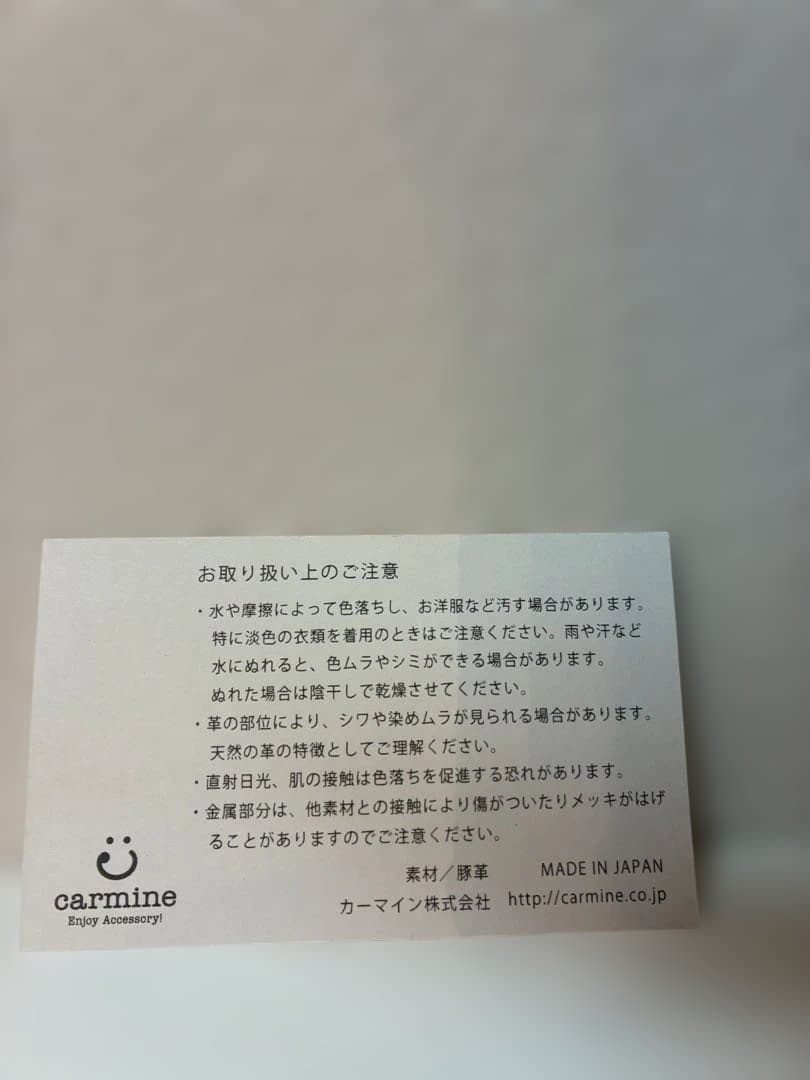 お取り扱い上のご注意
・水や摩擦によって色落ちし、お洋服など汚す場合があります。
特に淡色の衣類を着用のときはご注意ください。雨や汗など
水にぬれると、色ムラやシミができる場合があります。
ぬれた場合は陰干しで乾燥させてください。
・革の部位により、シワや染めムラが見られる場合があります。
天然の革の特徴としてご理解ください。
・直射日光、肌の接触は色落ちを促進する恐れがあります。
・金属部分は、他素材との接触により傷がついたりメッキがはげ
ることがありますのでご注意ください。
素材／豚革 MADE IN JAPAN
カーマイン株式会社 http://carmine.co.jp
carmine
Enjoy Accessory!